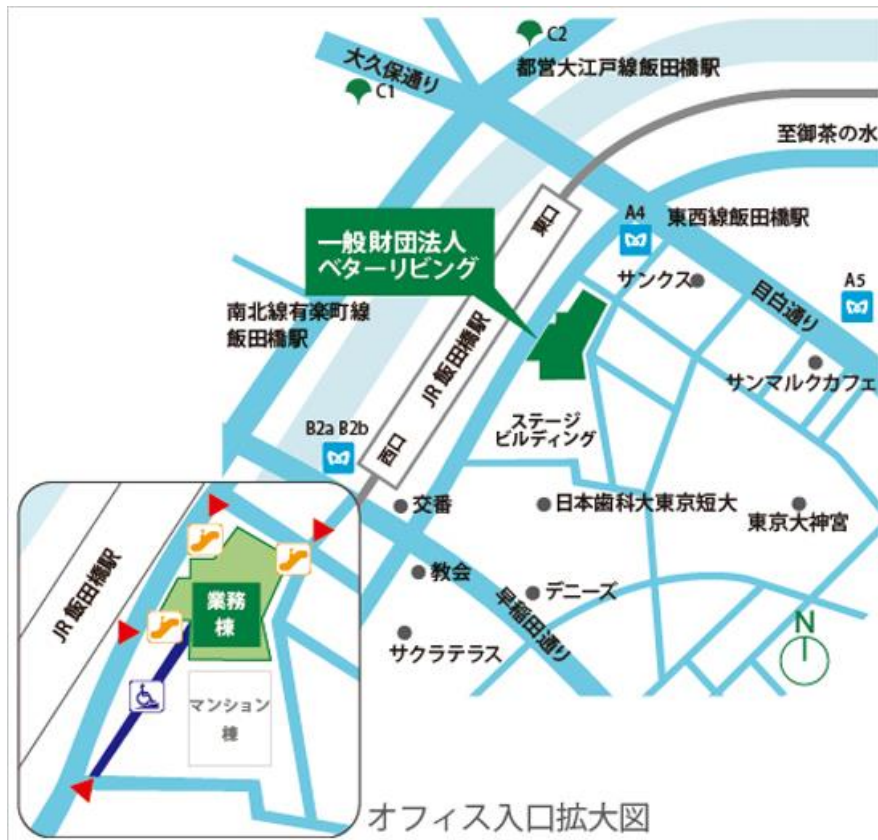 C2
大久保通り
都営大江戸線飯田橋駅
C1
至御茶の水
A4
東西線飯田橋駅
東口
一般財団法人
ベターリビング
サンクス
A5
目白通り
南北線有楽町線
飯田橋駅
JR 飯田橋駅
サンマルクカフェ
ステージ
ビルディング
B2a B2b
西口
交番
日本歯科大東京短大
東京大神宮
教会
デニーズ
早稲田通り
サクラテラス
N
JR 飯田橋駅
業務
棟
マンション
棟
オフィス入口拡大図